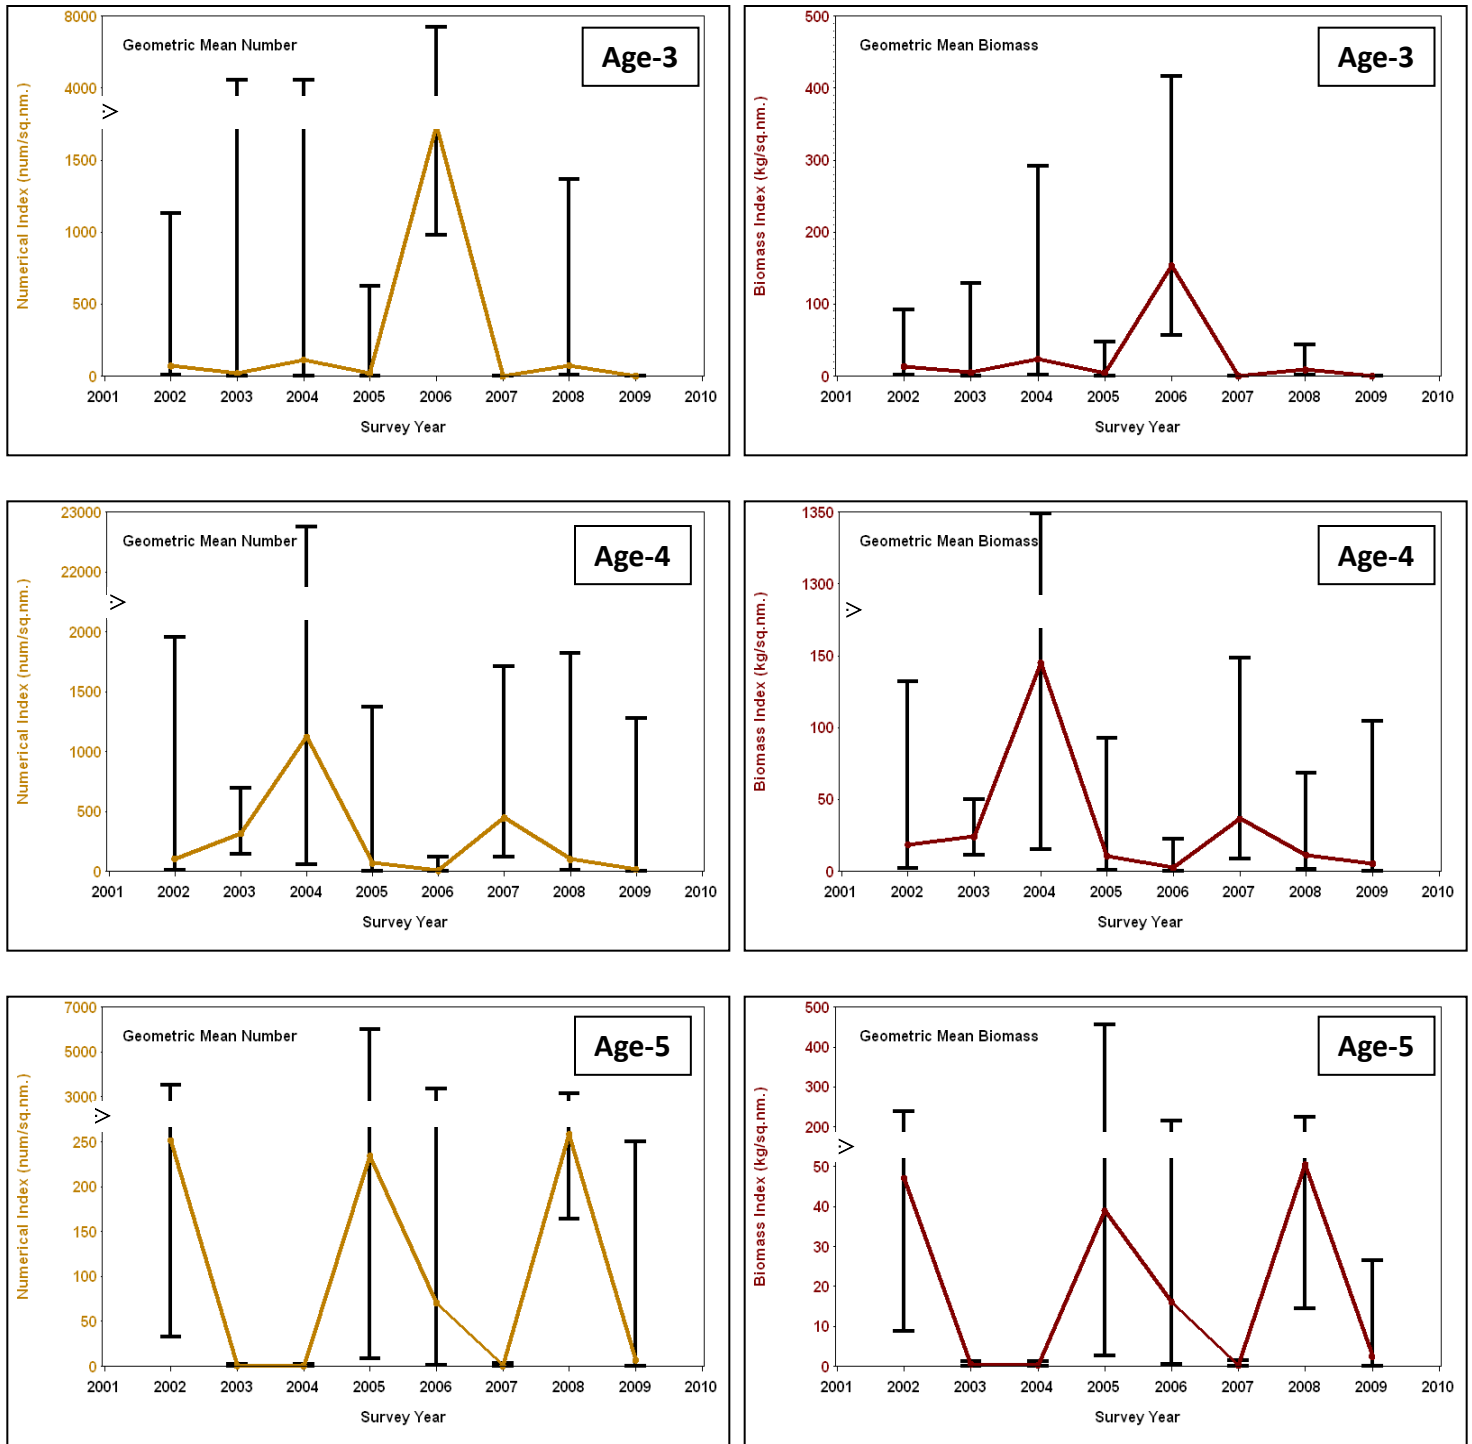 Geometric Mean Number
Age-3
Numerical Index (num/sq.nm.)
8000
4000
1500
1000
500
0
2001 2002 2003 2004 2005 2006 2007 2008 2009 2010
Survey Year
Geometric Mean Biomass
Age-3
Biomass Index (kg/sq.nm.)
500
400
300
200
100
0
2001 2002 2003 2004 2005 2006 2007 2008 2009 2010
Survey Year
Geometric Mean Number
Age-4
Numerical Index (num/sq.nm.)
23000
22000
2000
1500
1000
500
0
2001 2002 2003 2004 2005 2006 2007 2008 2009 2010
Survey Year
Geometric Mean Biomass
Age-4
Biomass Index (kg/sq.nm.)
1350
1300
150
100
50
0
2001 2002 2003 2004 2005 2006 2007 2008 2009 2010
Survey Year
Geometric Mean Number
Age-5
Numerical Index (num/sq.nm.)
7000
5000
3000
250
200
150
100
50
0
2001 2002 2003 2004 2005 2006 2007 2008 2009 2010
Survey Year
Geometric Mean Biomass
Age-5
Biomass Index (kg/sq.nm.)
500
400
300
200
50
40
30
20
10
0
2001 2002 2003 2004 2005 2006 2007 2008 2009 2010
Survey Year